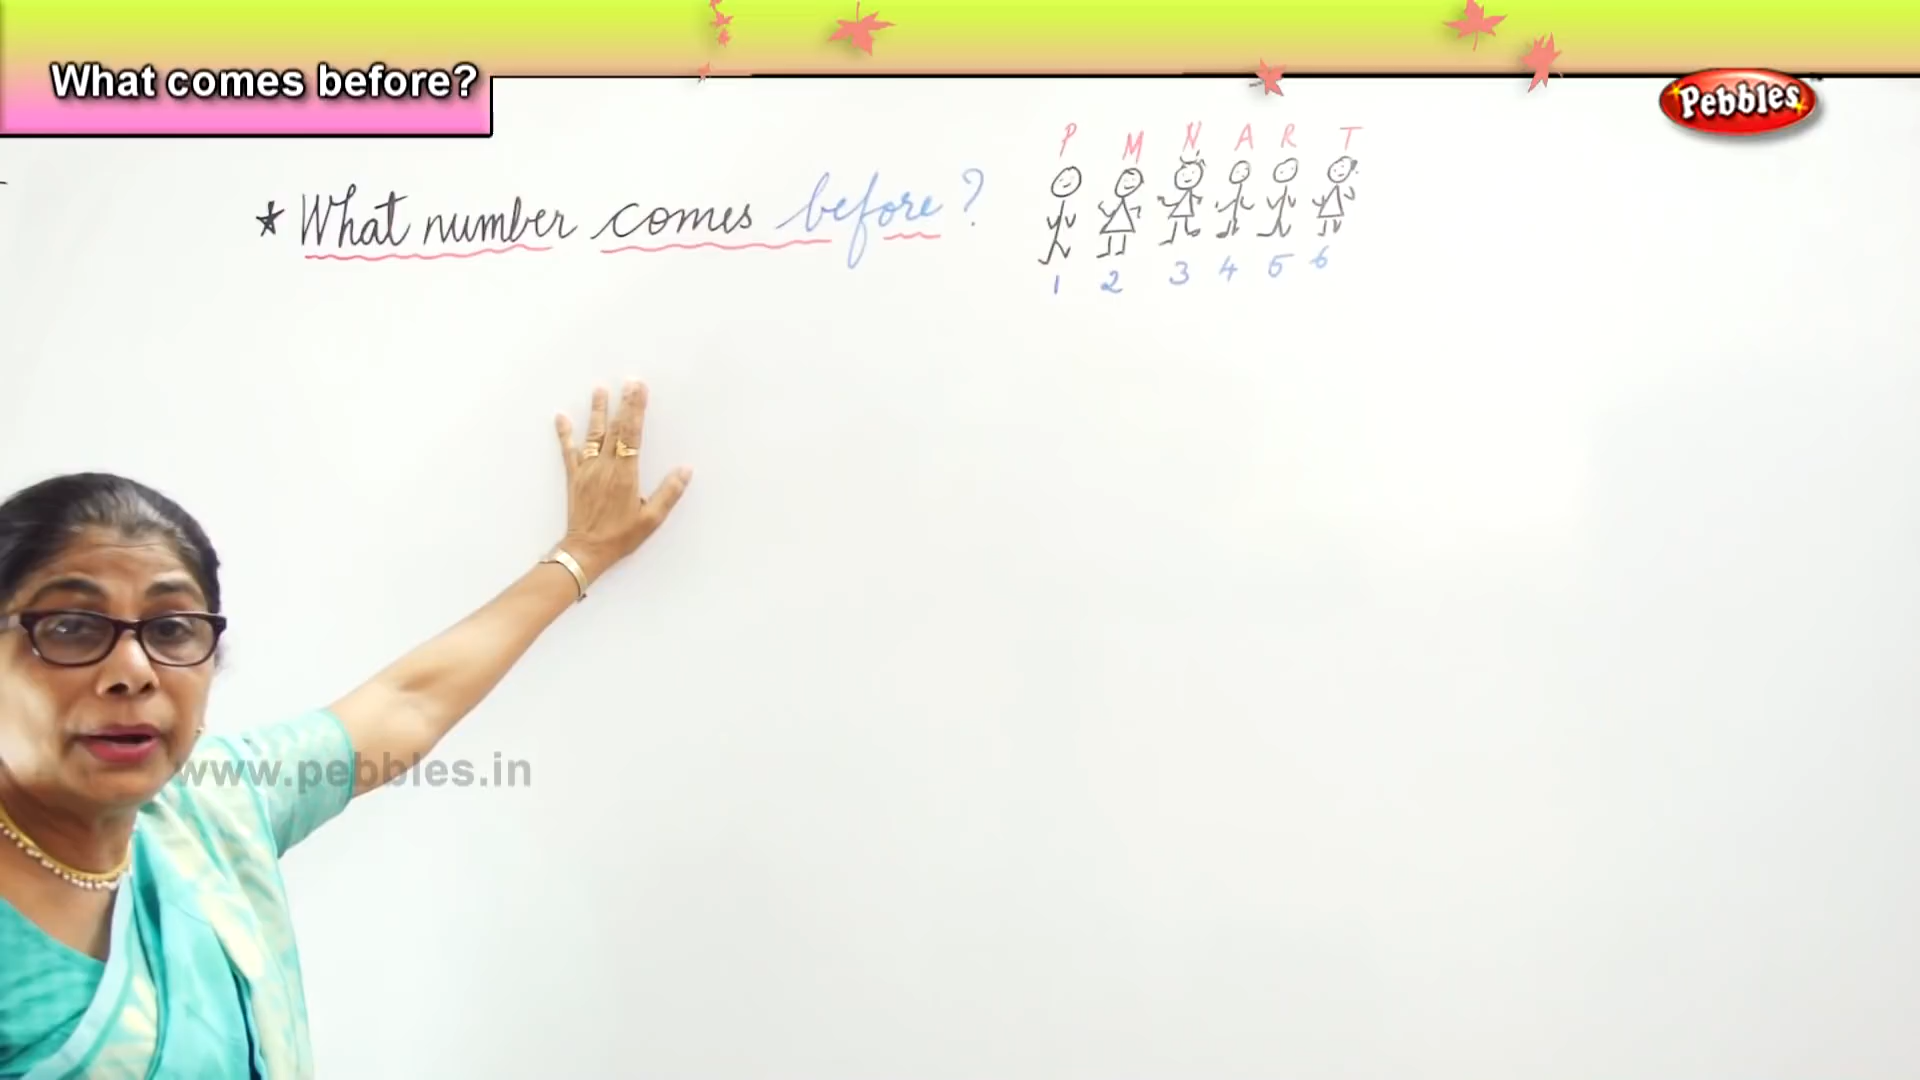 What comes before?
Pebbles
P M N A R T
★ What number comes before?
1 2 3 4 5 6
www.pebbles.in